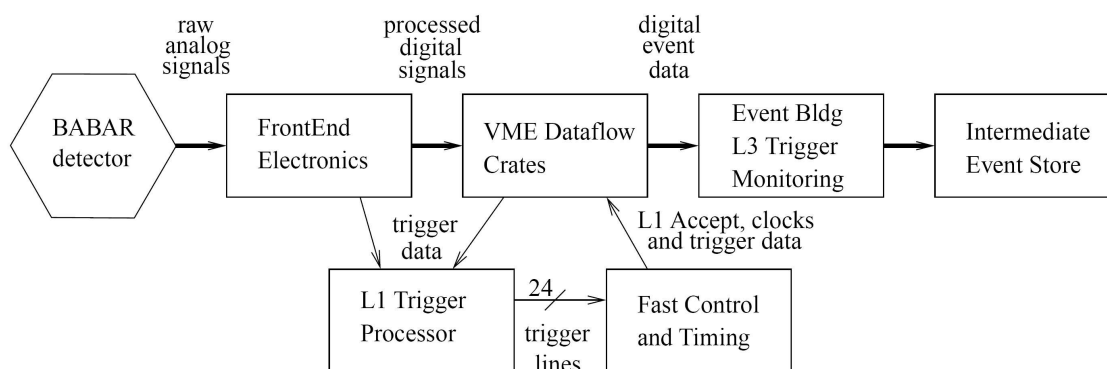 raw
analog
signals
processed
digital
signals
digital
event
data
BABAR
detector
FrontEnd
Electronics
VME Dataflow
Crates
Event Bldg
L3 Trigger
Monitoring
Intermediate
Event Store
trigger
data
L1 Accept, clocks
and trigger data
L1 Trigger
Processor
24
trigger
lines
Fast Control
and Timing